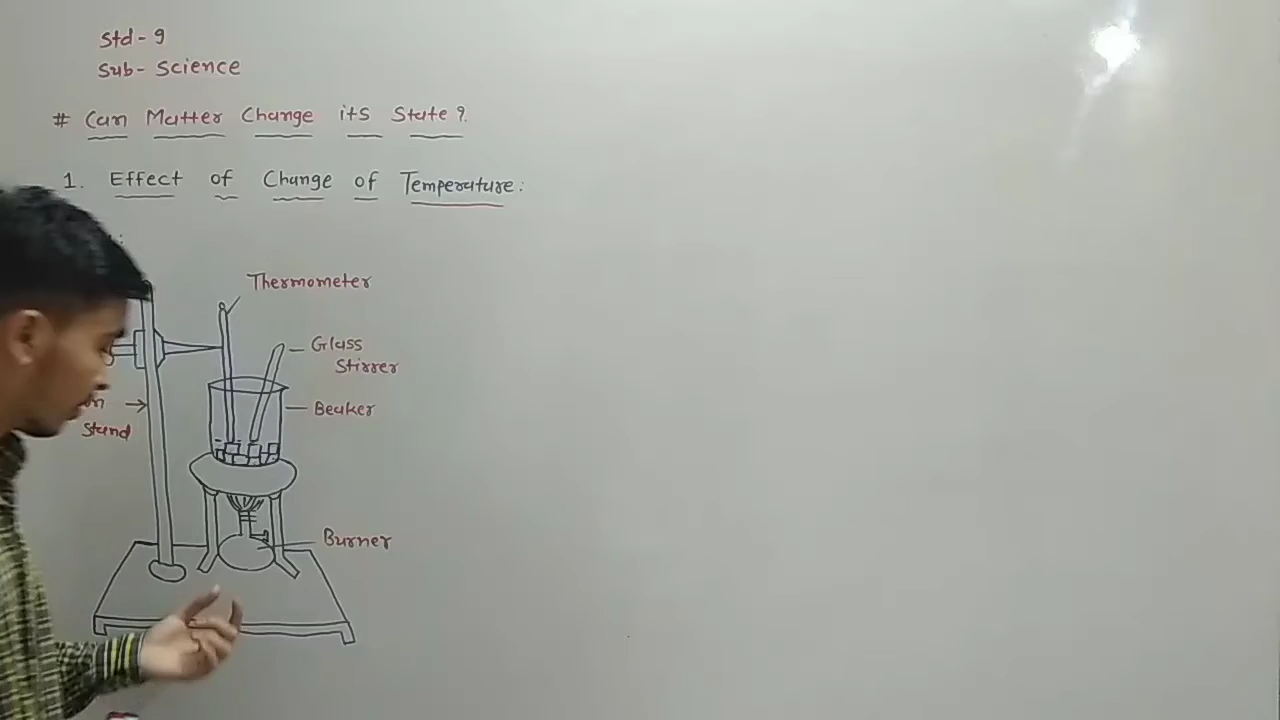 Std- 9
Sub- Science
# Can Matter Change its State ?
1. Effect of Change of Temperature:
Thermometer
Glass
Stirrer
Beaker
Stand
Burner